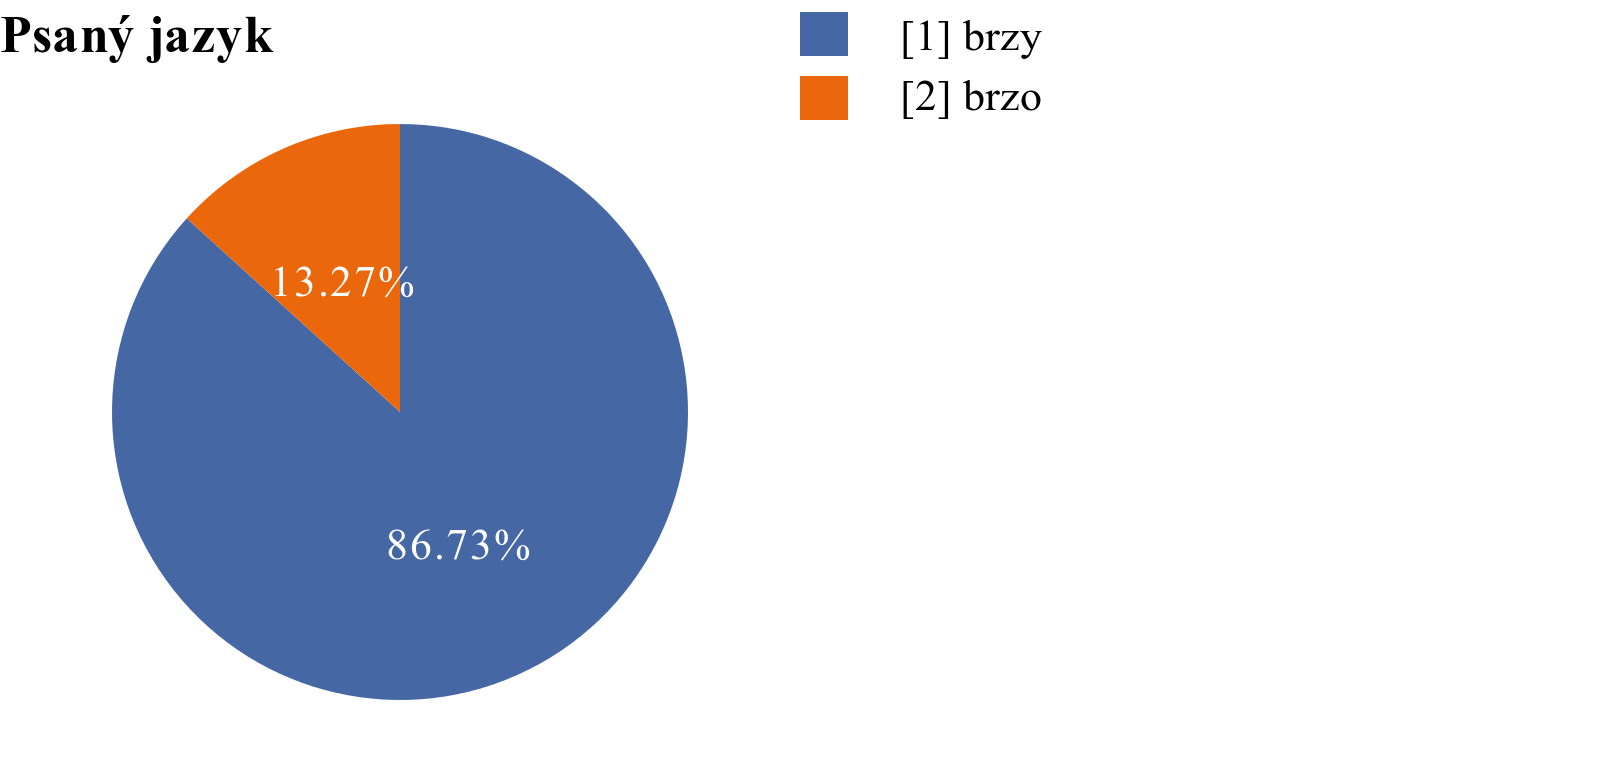 Psaný jazyk
[1] brzy
[2] brzo
13.27%
86.73%